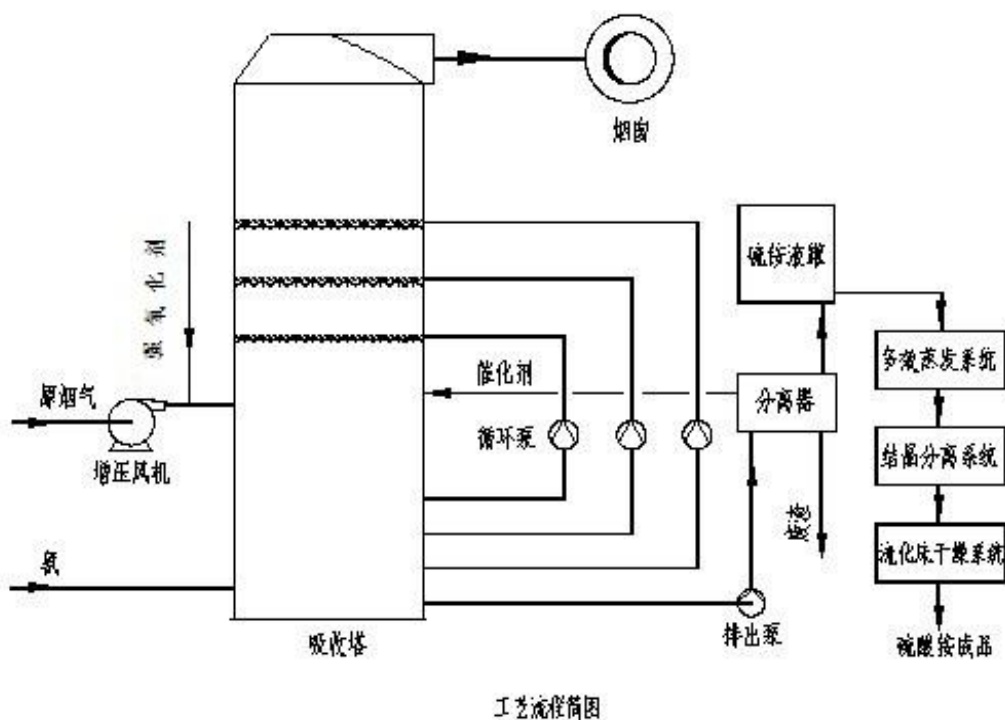 烟囱
强氧化剂
硫铵液罐
多效蒸发系统
原烟气
催化剂
分离器
循环泵
结晶分离系统
增压风机
废渣
流化床干燥系统
氨
吸收塔
排出泵
硫酸铵成品
工艺流程简图